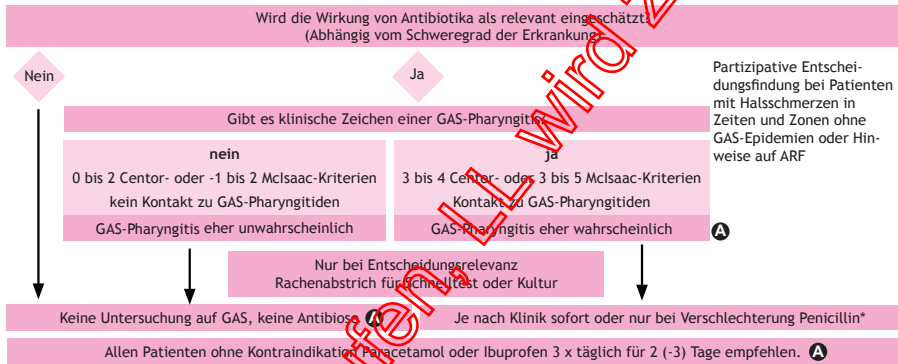 Wird die Wirkung von Antibiotika als relevant eingeschätzt?
(Abhängig vom Schweregrad der Erkrankung)
Nein
Ja
Partizipative Entschei-
dungsfindung bei Patienten
mit Halsschmerzen in
Zeiten und Zonen ohne
GAS-Epidemien oder Hin-
weise auf ARF
Gibt es klinische Zeichen einer GAS-Pharyngitis?
nein
0 bis 2 Centor- oder -1 bis 2 McIsaac-Kriterien
kein Kontakt zu GAS-Pharyngitiden
GAS-Pharyngitis eher unwahrscheinlich
ja
3 bis 4 Centor- oder 3 bis 5 McIsaac-Kriterien
Kontakt zu GAS-Pharyngitiden
GAS-Pharyngitis eher wahrscheinlich
A
Nur bei Entscheidungsrelevanz
Rachenabstrich für Schnelltest oder Kultur
Keine Untersuchung auf GAS, keine Antibiose A
Je nach Klinik sofort oder nur bei Verschlechterung Penicillin*
Allen Patienten ohne Kontraindikation Paracetamol oder Ibuprofen 3 x täglich für 2 (-3) Tage empfehlen. A
fen, LL wird